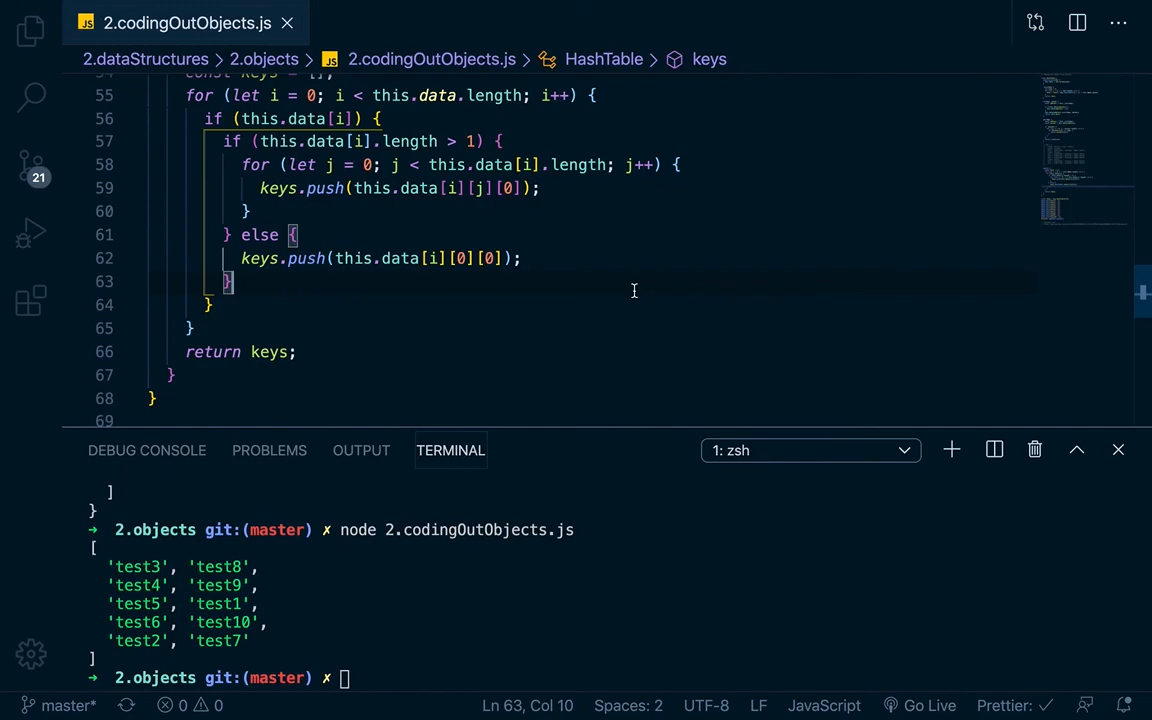 JS 2.codingOutObjects.js
2.dataStructures > 2.objects > JS 2.codingOutObjects.js > HashTable > keys
const keys = [];
55 for (let i = 0; i < this.data.length; i++) {
56 if (this.data[i]) {
57 if (this.data[i].length > 1) {
58 for (let j = 0; j < this.data[i].length; j++) {
59 keys.push(this.data[i][j][0]);
60 }
61 } else {
62 keys.push(this.data[i][0][0]);
63 }
64 }
65 }
66 return keys;
67 }
68 }
69
21
DEBUG CONSOLE PROBLEMS OUTPUT TERMINAL 1: zsh
]
}
➜ 2.objects git:(master) ✗ node 2.codingOutObjects.js
[
'test3', 'test8',
'test4', 'test9',
'test5', 'test1',
'test6', 'test10',
'test2', 'test7'
]
➜ 2.objects git:(master) ✗
master* 0 0 Ln 63, Col 10 Spaces: 2 UTF-8 LF JavaScript Go Live Prettier: ✓